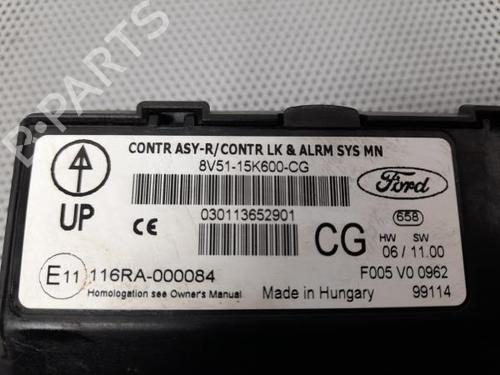 B-PARTS
CONTR ASY-R/CONTR LK & ALRM SYS MN
8V51-15K600-CG
Ford
UP
CE
030113652901
CG
658
HW SW
06 / 11.00
E11 116RA-000084
F005 V0 0962
Homologation see Owner's Manual
Made in Hungary
99114